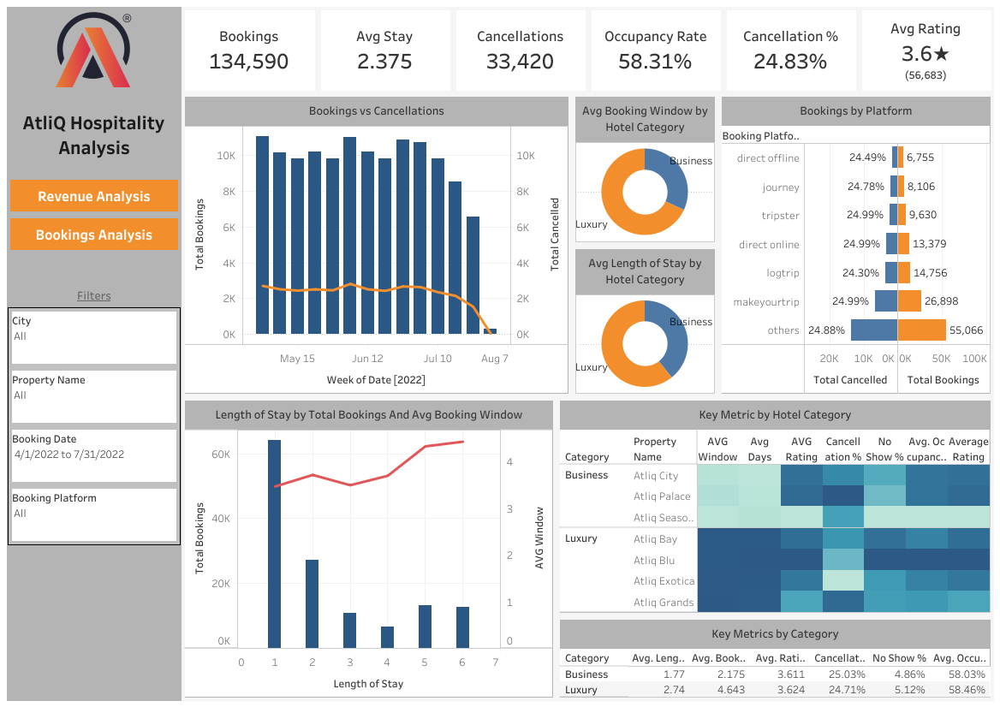 ®
AtliQ Hospitality
Analysis
Revenue Analysis
Bookings Analysis
Filters
City
All
Property Name
All
Booking Date
4/1/2022 to 7/31/2022
Booking Platform
All
Bookings
134,590
Avg Stay
2.375
Cancellations
33,420
Occupancy Rate
58.31%
Cancellation %
24.83%
Avg Rating
3.6★
(56,683)
Bookings vs Cancellations
Total Bookings
10K
8K
6K
4K
2K
0K
10K
8K
6K
4K
2K
0K
Total Cancelled
May 15 Jun 12 Jul 10 Aug 7
Week of Date [2022]
Avg Booking Window by
Hotel Category
Business
Luxury
Avg Length of Stay by
Hotel Category
Business
Luxury
Bookings by Platform
Booking Platfo..
direct offline 24.49% 6,755
journey 24.78% 8,106
tripster 24.99% 9,630
direct online 24.99% 13,379
logtrip 24.30% 14,756
makeyourtrip 24.99% 26,898
others 24.88% 55,066
20K 10K 0K 0K 50K 100K
Total Cancelled Total Bookings
Length of Stay by Total Bookings And Avg Booking Window
Total Bookings
60K
40K
20K
0K
4
3
2
1
0
AVG Window
0 1 2 3 4 5 6 7
Length of Stay
Key Metric by Hotel Category
Property AVG Avg AVG Cancell No Avg. Oc Average
Category Name Window Days Rating ation % Show % cupanc.. Rating
Business Atliq City
Atliq Palace
Atliq Seaso..
Luxury Atliq Bay
Atliq Blu
Atliq Exotica
Atliq Grands
Key Metrics by Category
Category Avg. Leng.. Avg. Book.. Avg. Rati.. Cancellat.. No Show % Avg. Occu..
Business 1.77 2.175 3.611 25.03% 4.86% 58.03%
Luxury 2.74 4.643 3.624 24.71% 5.12% 58.46%